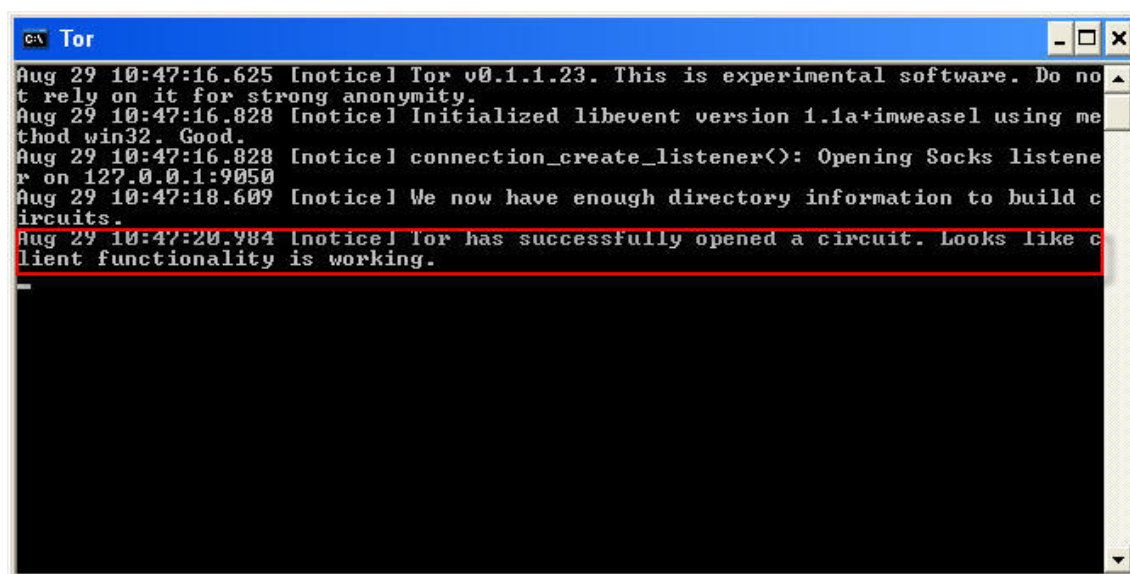 Tor
Aug 29 10:47:16.625 [notice] Tor v0.1.1.23. This is experimental software. Do no
t rely on it for strong anonymity.
Aug 29 10:47:16.828 [notice] Initialized libevent version 1.1a+imweasel using me
thod win32. Good.
Aug 29 10:47:16.828 [notice] connection_create_listener(): Opening Socks listene
r on 127.0.0.1:9050
Aug 29 10:47:18.609 [notice] We now have enough directory information to build c
ircuits.
Aug 29 10:47:20.984 [notice] Tor has successfully opened a circuit. Looks like c
lient functionality is working.